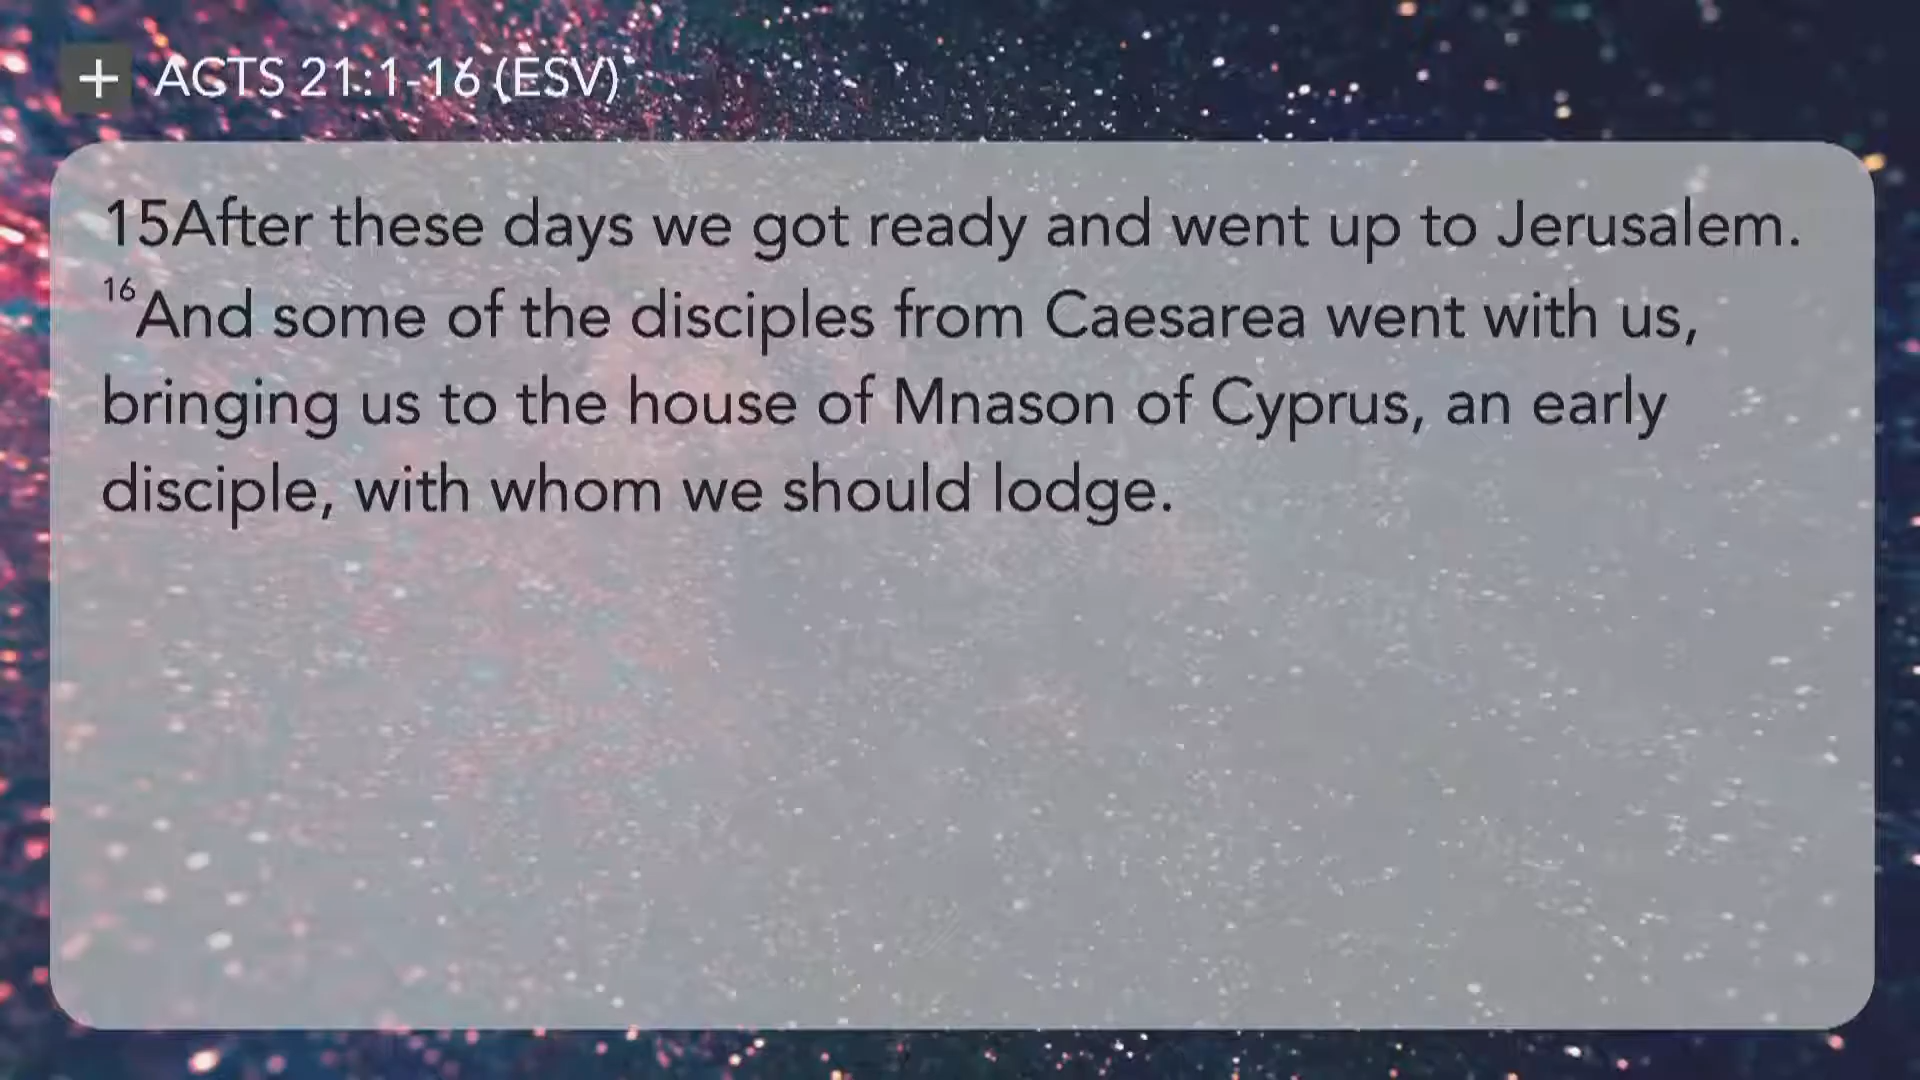 ACTS 21:1-16 (ESV)
15After these days we got ready and went up to Jerusalem.
16And some of the disciples from Caesarea went with us,
bringing us to the house of Mnason of Cyprus, an early
disciple, with whom we should lodge.